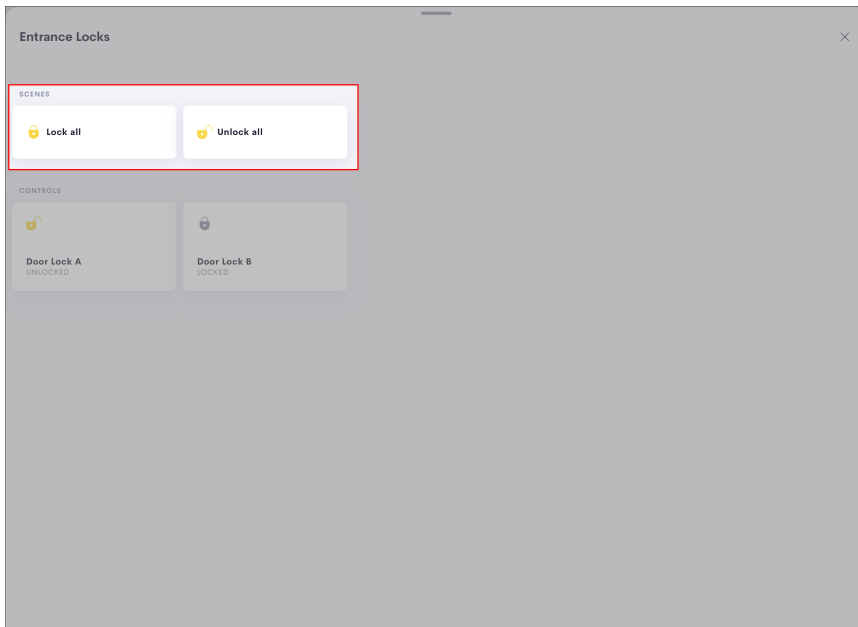 Entrance Locks
SCENES
Lock all
Unlock all
CONTROLS
Door Lock A
UNLOCKED
Door Lock B
LOCKED